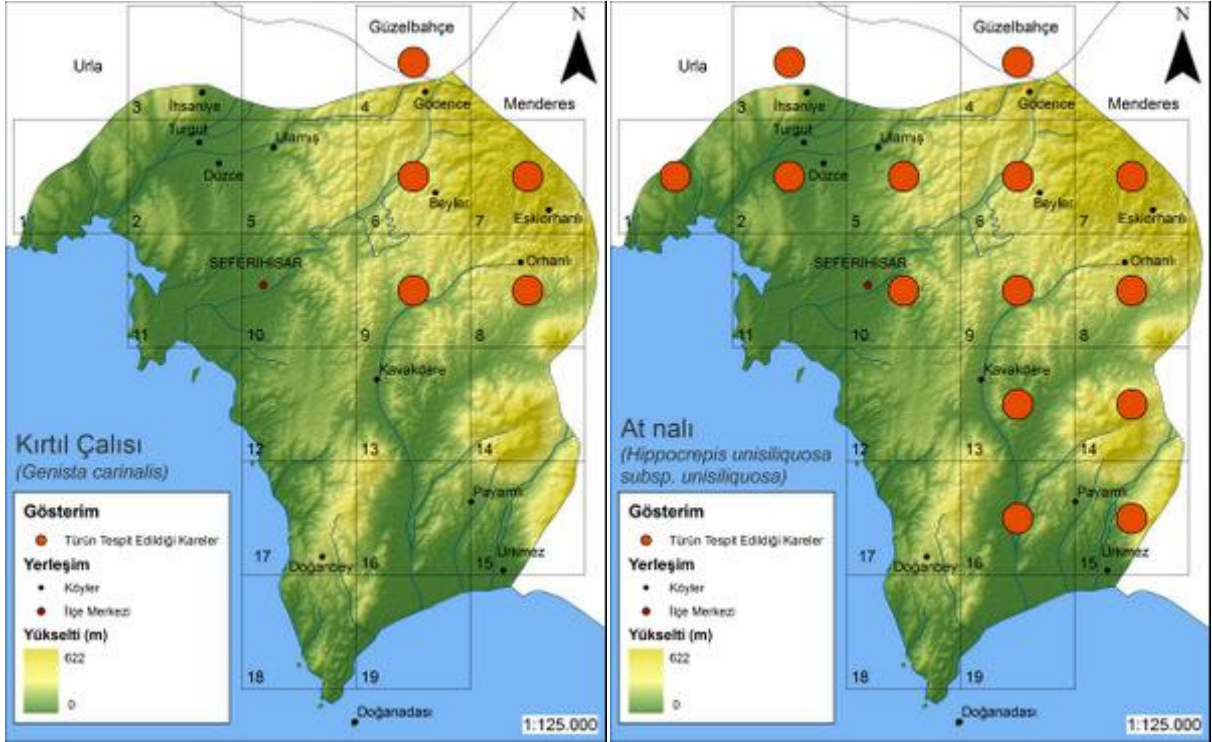 N
Güzelbahçe
Urla
Menderes
İhsaniye
Gödence
3
4
Turgut
Ulamış
Düzce
Beyler
Eskiorhanlı
1
2
5
6
7
SEFERİHİSAR
Orhanlı
11
10
9
8
Kavakdere
Kırtıl Çalısı
(Genista carinalis)
12
13
14
Payamlı
Gösterim
Türün Tespit Edildiği Kareler
Yerleşim
Köyler
İlçe Merkezi
Yükselti (m)
622
0
17
Doğanbey
16
15
Ürkmez
18
19
Doğanadası
1:125.000
N
Güzelbahçe
Urla
Menderes
İhsaniye
Gödence
3
4
Turgut
Ulamış
Düzce
Beyler
Eskiorhanlı
1
2
5
6
7
SEFERİHİSAR
Orhanlı
11
10
9
8
Kavakdere
At nalı
(Hippocrepis unisiliquosa
subsp. unisiliquosa)
12
13
14
Payamlı
Gösterim
Türün Tespit Edildiği Kareler
Yerleşim
Köyler
İlçe Merkezi
Yükselti (m)
622
0
17
Doğanbey
16
15
Ürkmez
18
19
Doğanadası
1:125.000